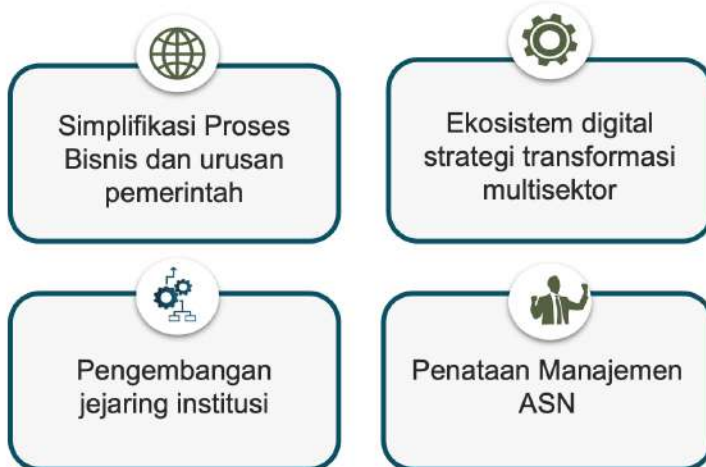 Simplifikasi Proses
Bisnis dan urusan
pemerintah
Ekosistem digital
strategi transformasi
multisektor
Pengembangan
jejaring institusi
Penataan Manajemen
ASN